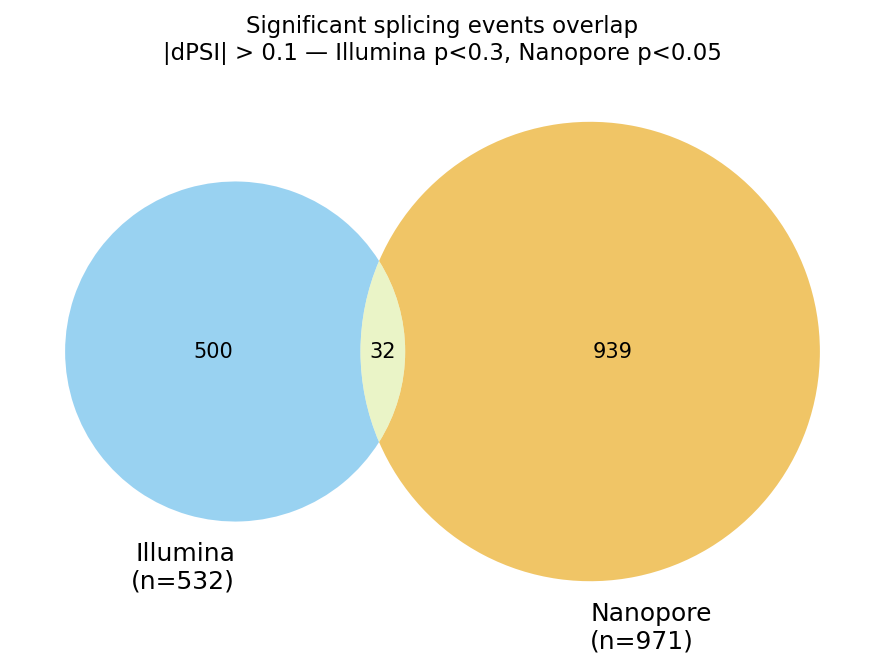 Significant splicing events overlap
|dPSI| > 0.1 — Illumina p<0.3, Nanopore p<0.05
500
32
939
Illumina
(n=532)
Nanopore
(n=971)